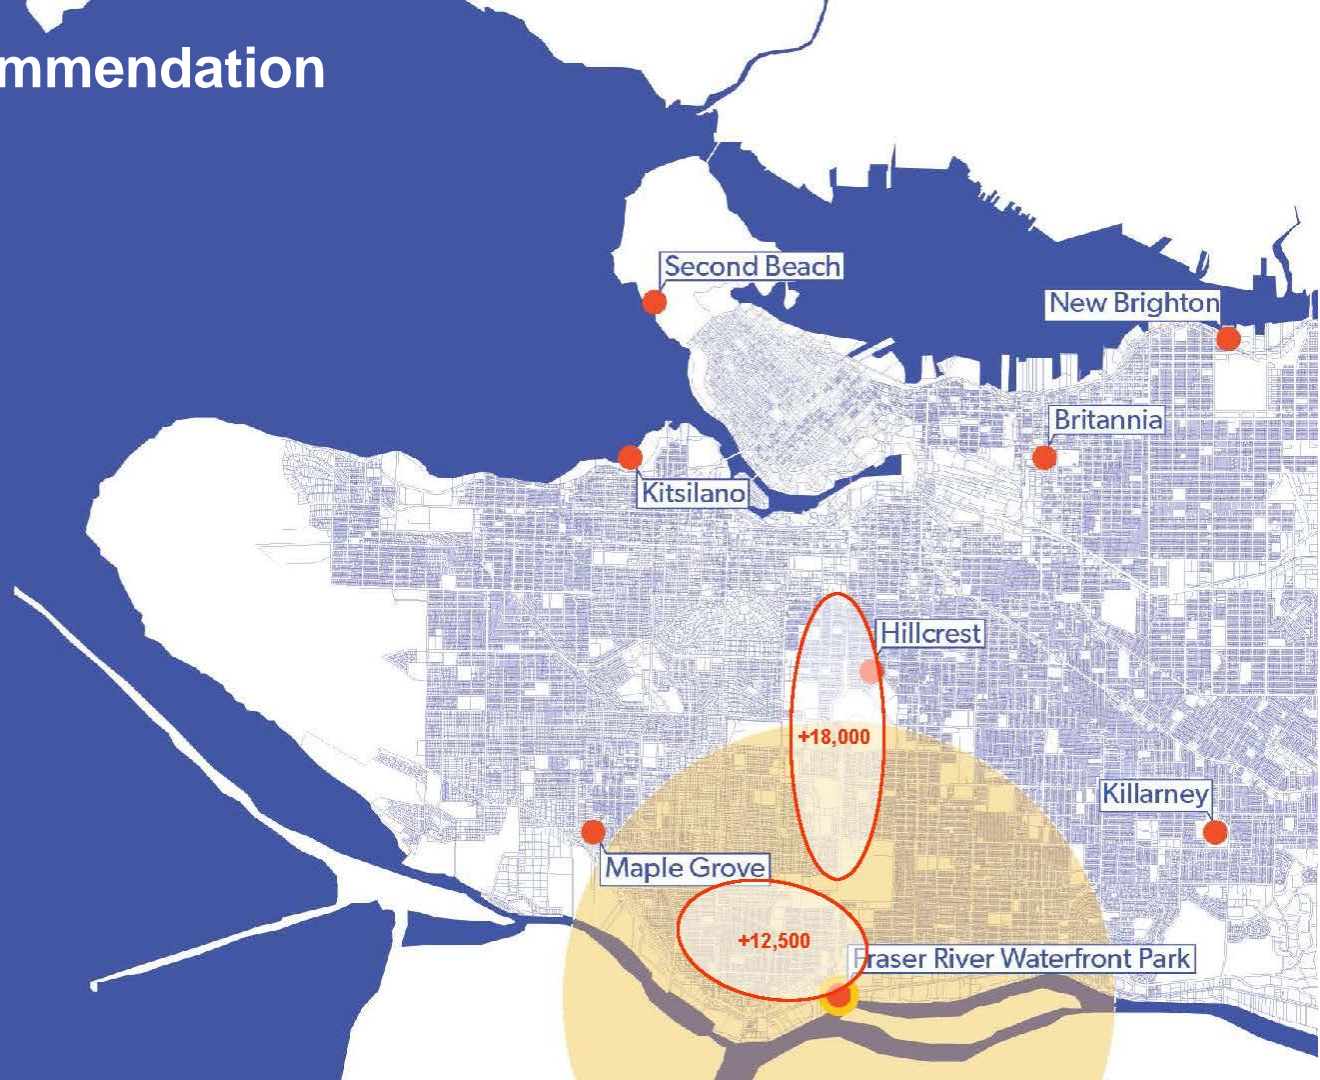 mmendation
Second Beach
New Brighton
Britannia
Kitsilano
Hillcrest
+18,000
Killarney
Maple Grove
+12,500
Fraser River Waterfront Park